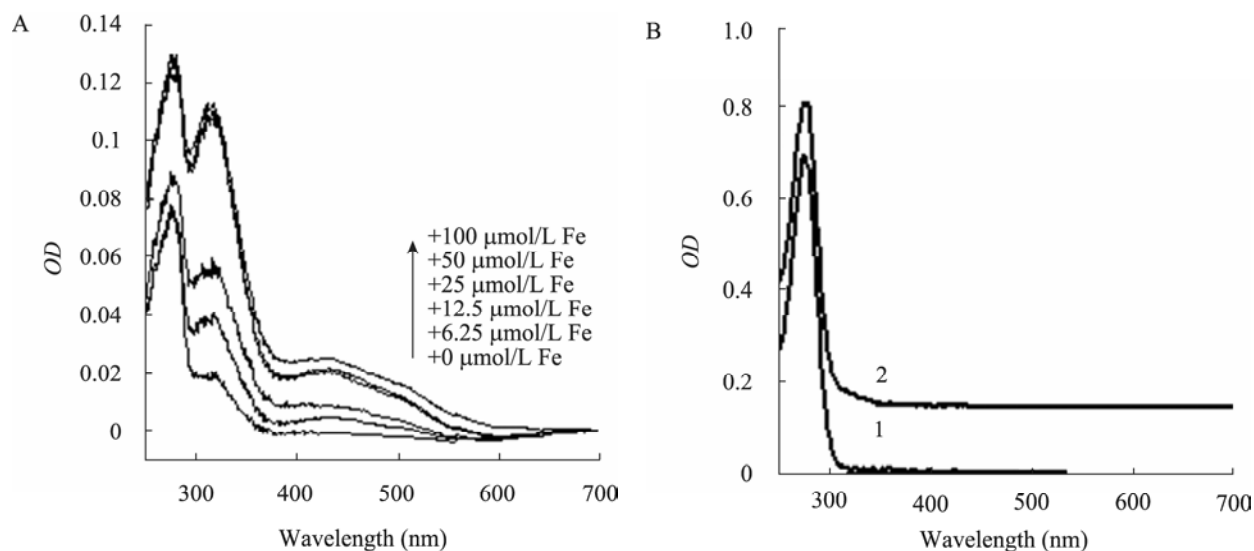 A
0.14
0.12
0.1
0.08
0.06
0.04
0.02
0
OD
+100 μmol/L Fe
+50 μmol/L Fe
+25 μmol/L Fe
+12.5 μmol/L Fe
+6.25 μmol/L Fe
+0 μmol/L Fe
300 400 500 600 700
Wavelength (nm)
B
1.0
0.8
0.6
0.4
0.2
0
OD
2
1
300 400 500 600 700
Wavelength (nm)